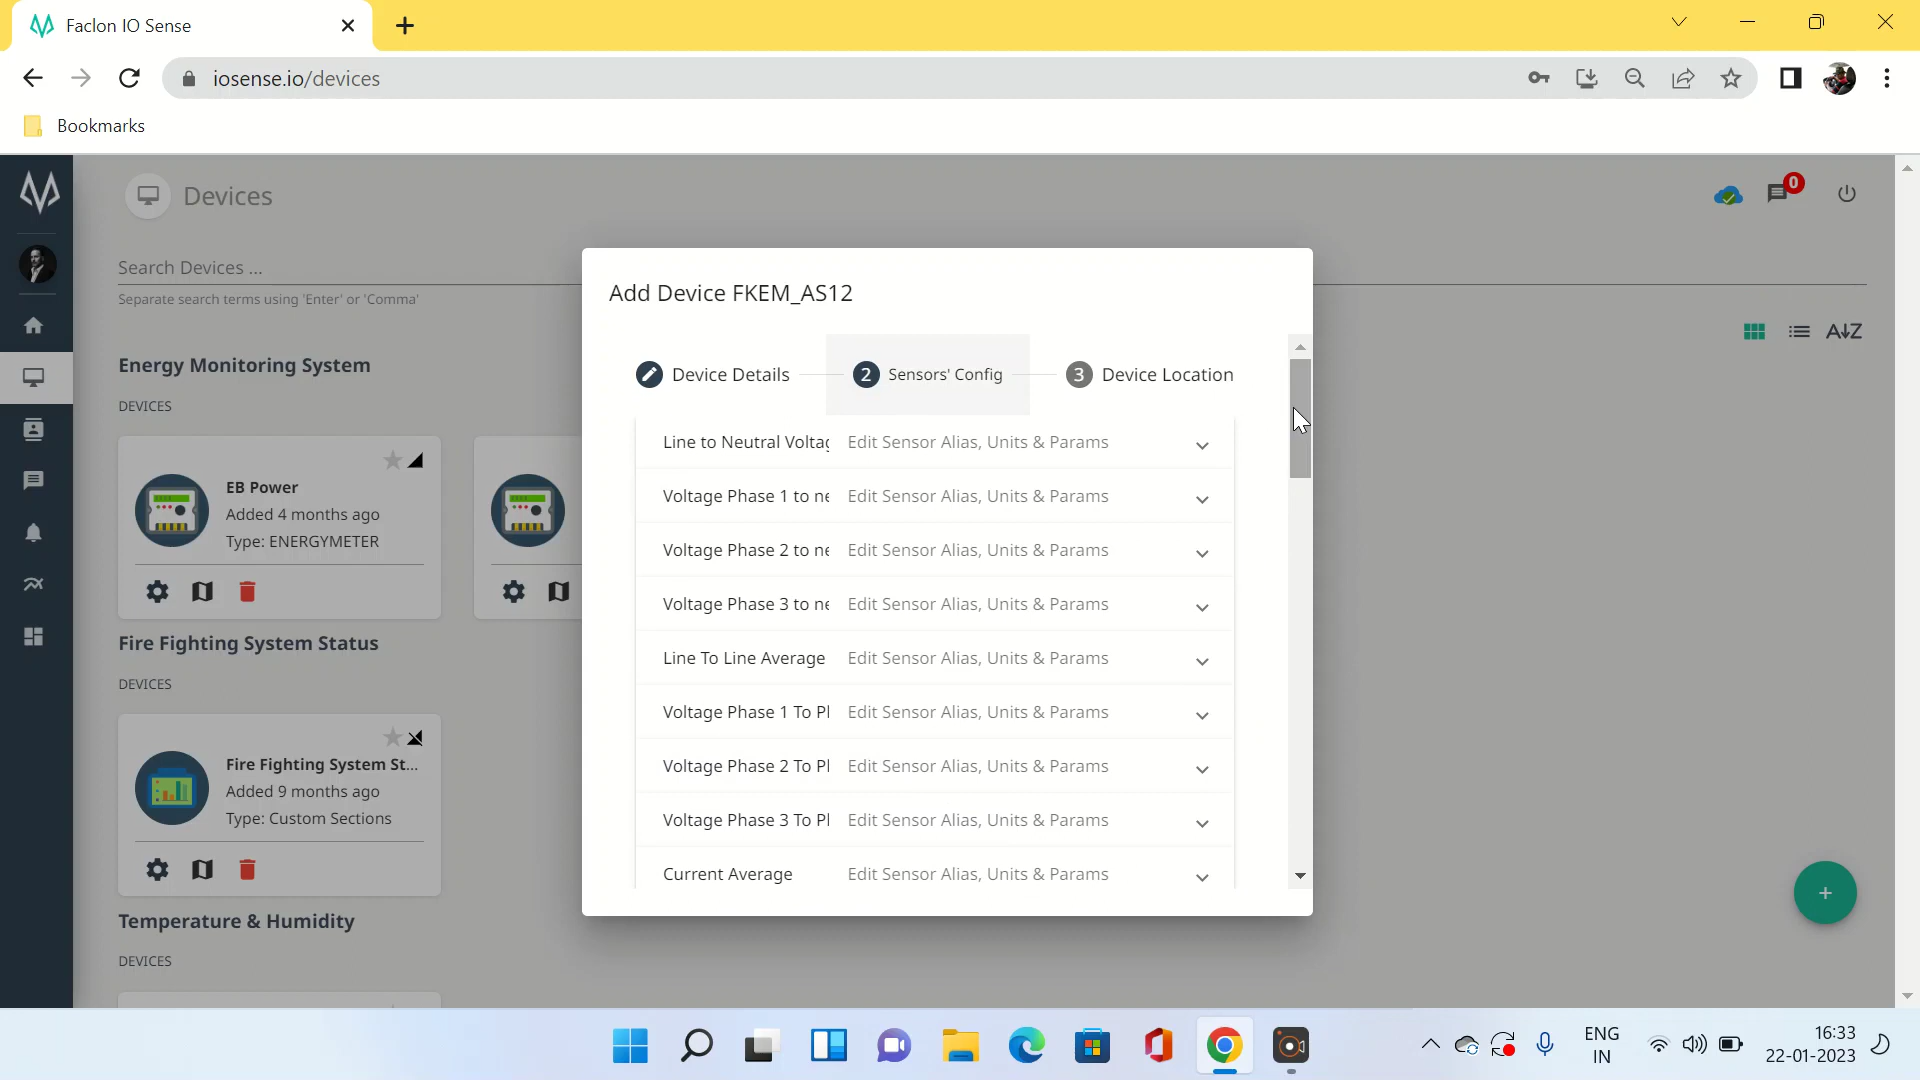 Faclon IO Sense
iosense.io/devices
Bookmarks
Devices
0
Search Devices ...
Separate search terms using 'Enter' or 'Comma'
A↓Z
Energy Monitoring System
DEVICES
EB Power
Added 4 months ago
Type: ENERGYMETER
Fire Fighting System Status
DEVICES
Fire Fighting System St...
Added 9 months ago
Type: Custom Sections
Temperature & Humidity
DEVICES
Add Device FKEM_AS12
Device Details
2 Sensors' Config
3 Device Location
Line to Neutral Voltag Edit Sensor Alias, Units & Params
Voltage Phase 1 to ne Edit Sensor Alias, Units & Params
Voltage Phase 2 to ne Edit Sensor Alias, Units & Params
Voltage Phase 3 to ne Edit Sensor Alias, Units & Params
Line To Line Average Edit Sensor Alias, Units & Params
Voltage Phase 1 To Pl Edit Sensor Alias, Units & Params
Voltage Phase 2 To Pl Edit Sensor Alias, Units & Params
Voltage Phase 3 To Pl Edit Sensor Alias, Units & Params
Current Average Edit Sensor Alias, Units & Params
ENG
IN
16:33
22-01-2023